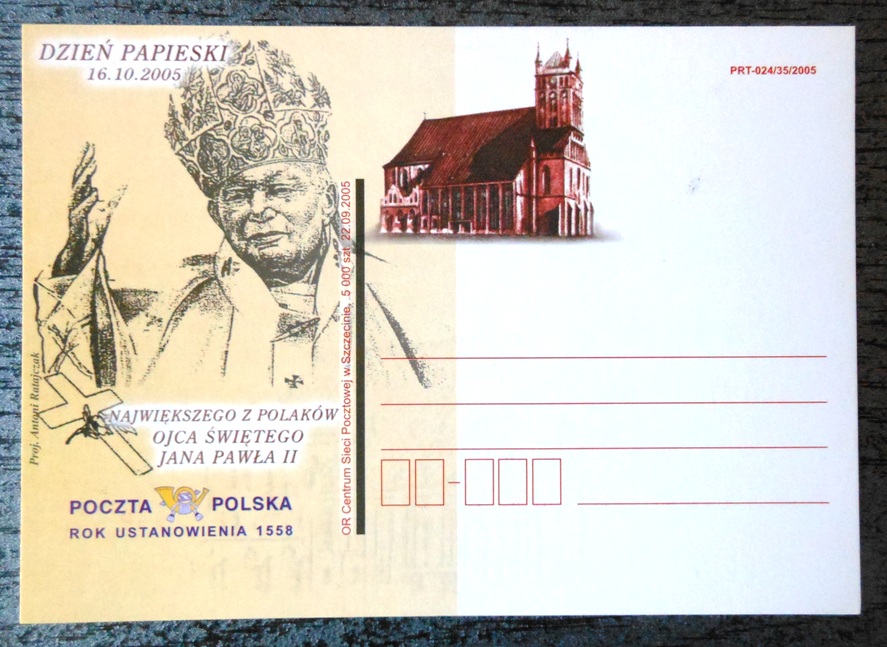 DZIEŃ PAPIESKI
16.10.2005
PRT-024/35/2005
OR Centrum Sieci Pocztowej w Szczecinie, 5 000 szt. 22.09.2005
Proj. Antoni Ratajczak
NAJWIĘKSZEGO Z POLAKÓW
OJCA ŚWIĘTEGO
JANA PAWŁA II
POCZTA POLSKA
ROK USTANOWIENIA 1558